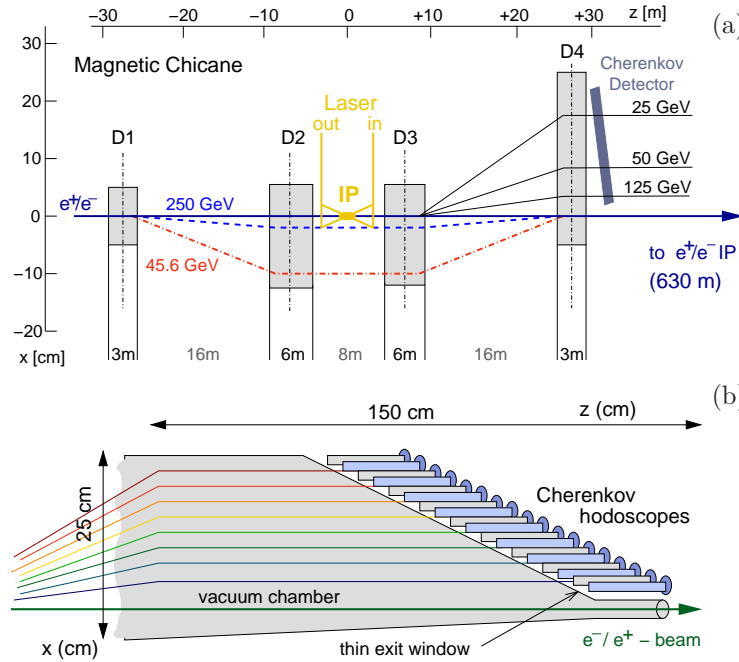 −30 −20 −10 0 +10 +20 +30 z [m]
(a)
30
20
10
0
−10
−20
x [cm]
Magnetic Chicane
D1
D2
D3
D4
Laser
out in
IP
Cherenkov
Detector
25 GeV
50 GeV
125 GeV
e+/e−
250 GeV
45.6 GeV
to e+/e− IP
(630 m)
3m 16m 6m 8m 6m 16m 3m
(b)
150 cm z (cm)
25 cm
Cherenkov
hodoscopes
vacuum chamber
thin exit window
x (cm)
e−/ e+ − beam